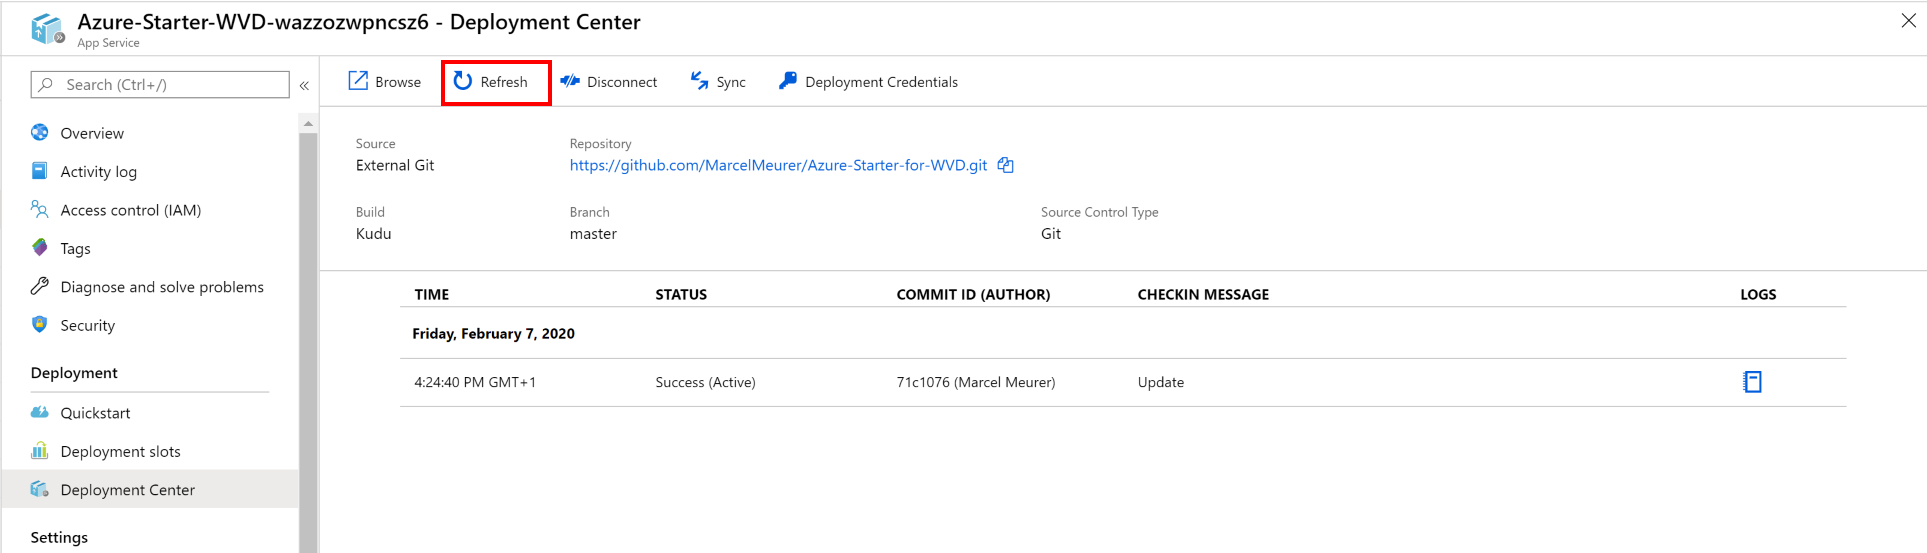 Azure-Starter-WVD-wazzozwpncsz6 - Deployment Center
App Service
Search (Ctrl+/)
«
Overview
Activity log
Access control (IAM)
Tags
Diagnose and solve problems
Security
Deployment
Quickstart
Deployment slots
Deployment Center
Settings
Browse Refresh Disconnect Sync Deployment Credentials
Source Repository
External Git https://github.com/MarcelMeurer/Azure-Starter-for-WVD.git
Build Branch Source Control Type
Kudu master Git
TIME STATUS COMMIT ID (AUTHOR) CHECKIN MESSAGE LOGS
Friday, February 7, 2020
4:24:40 PM GMT+1 Success (Active) 71c1076 (Marcel Meurer) Update